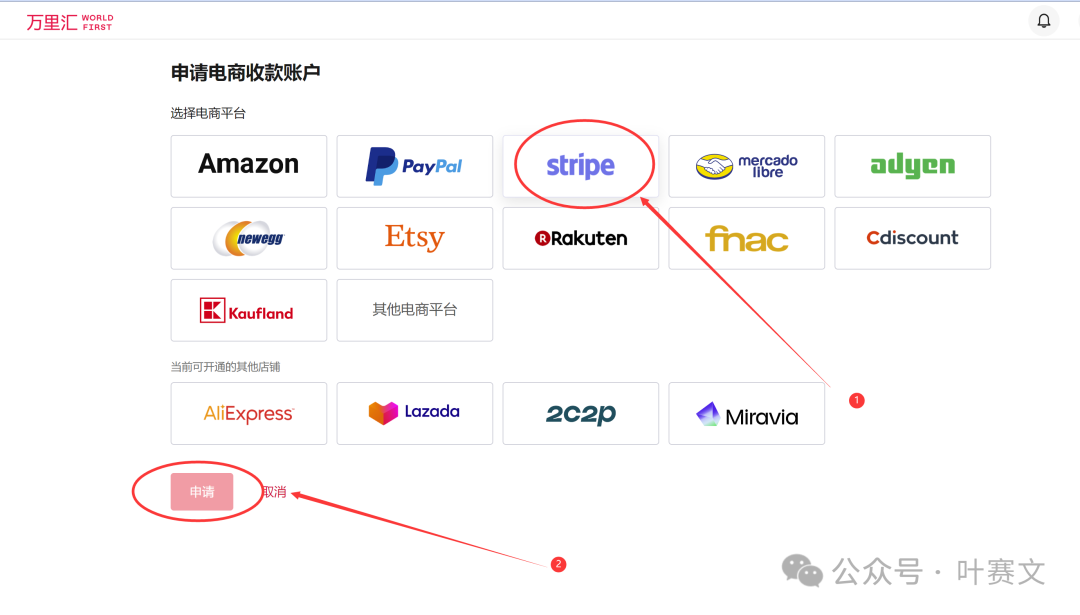 万里汇 WORLD FIRST
申请电商收款账户
选择电商平台
Amazon PayPal stripe mercado libre adyen
newegg Etsy Rakuten fnac Cdiscount
Kaufland 其他电商平台
当前可开通的其他店铺
AliExpress Lazada 2c2p Miravia
1
申请 取消
2
公众号 · 叶赛文